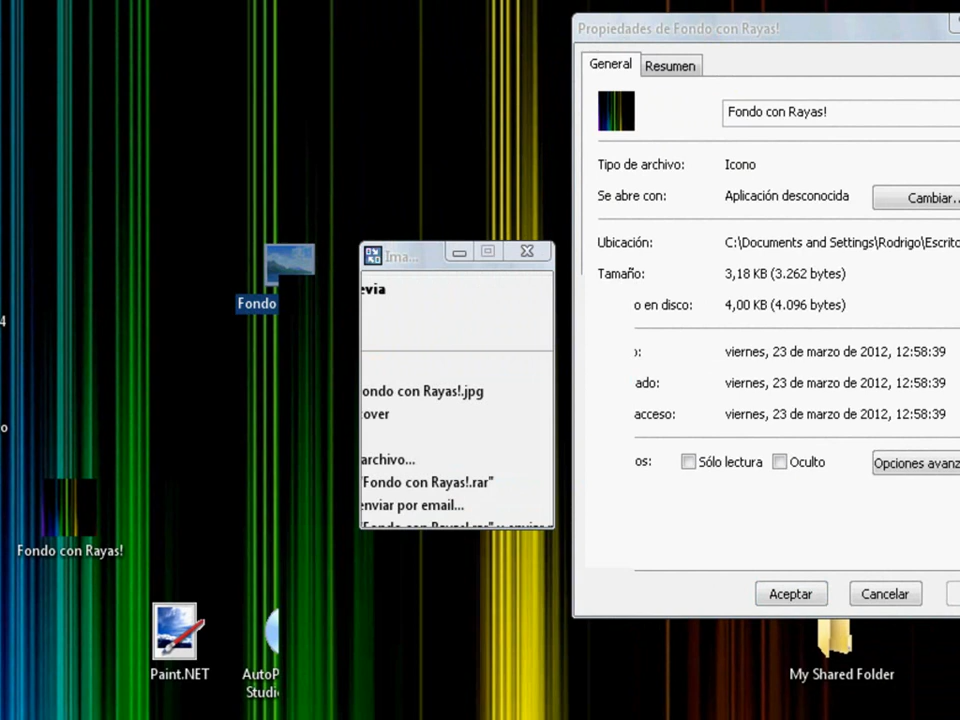 Propiedades de Fondo con Rayas!
General
Resumen
Fondo con Rayas!
Tipo de archivo:
Icono
Se abre con:
Aplicación desconocida
Cambiar..
Ubicación:
C:\Documents and Settings\Rodrigo\Escrito
Tamaño:
3,18 KB (3.262 bytes)
o en disco:
4,00 KB (4.096 bytes)
o:
viernes, 23 de marzo de 2012, 12:58:39
ado:
viernes, 23 de marzo de 2012, 12:58:39
acceso:
viernes, 23 de marzo de 2012, 12:58:39
os:
Sólo lectura
Oculto
Opciones avanz
Aceptar
Cancelar
Ima...
evia
ondo con Rayas!.jpg
over
archivo...
"Fondo con Rayas!.rar"
enviar por email...
Fondo
4
o
Fondo con Rayas!
Paint.NET
AutoP
Studi
My Shared Folder